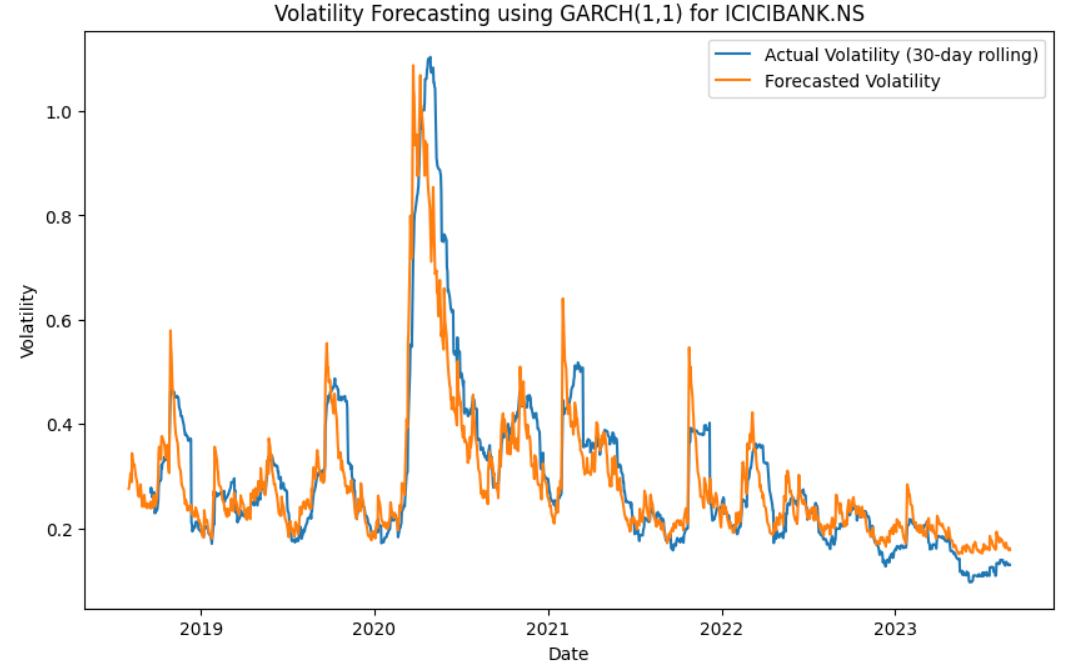 Volatility Forecasting using GARCH(1,1) for ICICIBANK.NS
Actual Volatility (30-day rolling)
Forecasted Volatility
1.0
0.8
0.6
0.4
0.2
Volatility
2019 2020 2021 2022 2023
Date